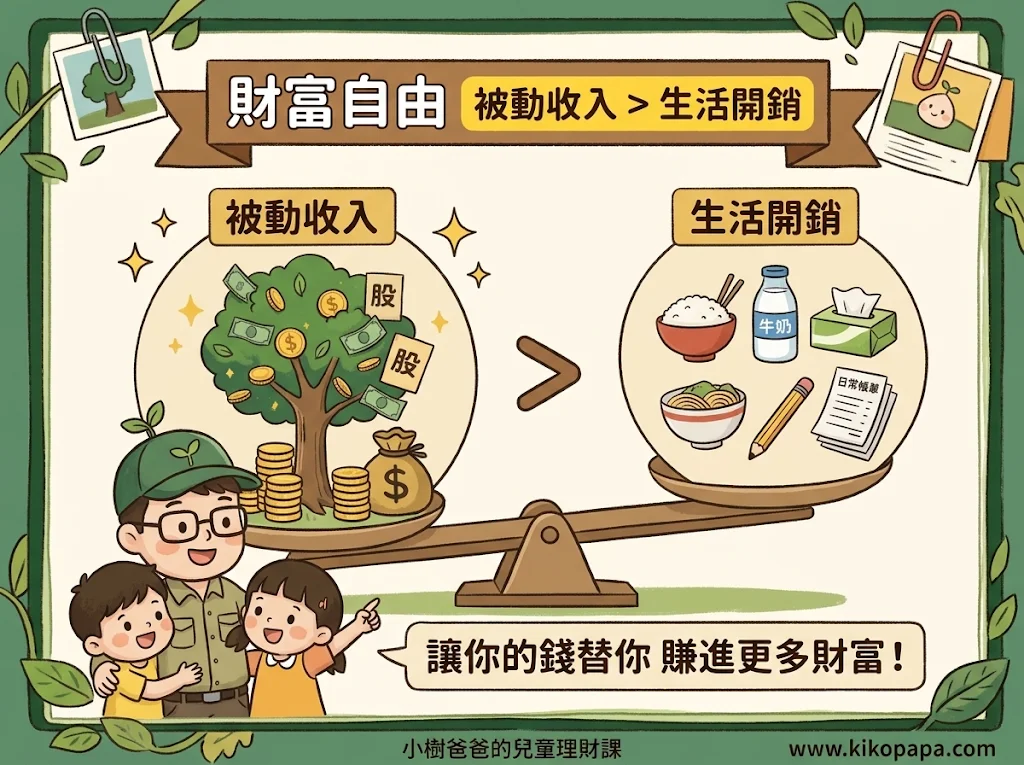 財富自由 被動收入 > 生活開銷
被動收入
生活開銷
$
股
$
股
$
牛奶
日常帳單
>
讓你的錢替你 賺進更多財富！
小樹爸爸的兒童理財課
www.kikopapa.com